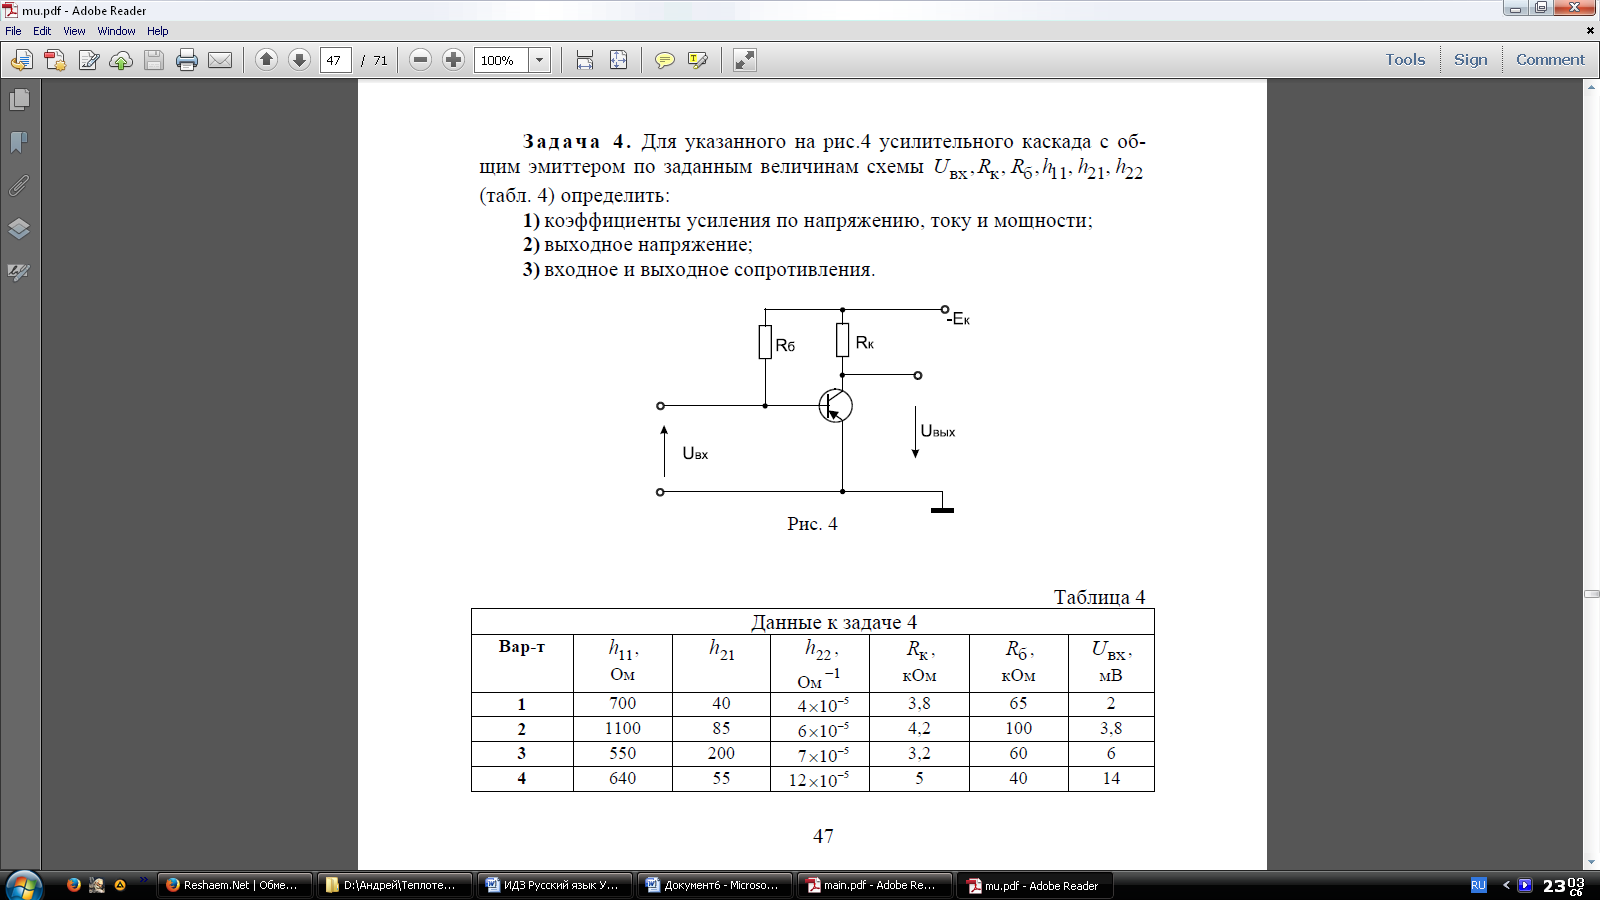 mu.pdf - Adobe Reader
File Edit View Window Help
47 / 71 100% Tools Sign Comment
Задача 4. Для указанного на рис.4 усилительного каскада с об-
щим эмиттером по заданным величинам схемы Uвх, Rк, Rб, h11, h21, h22
(табл. 4) определить:
1) коэффициенты усиления по напряжению, току и мощности;
2) выходное напряжение;
3) входное и выходное сопротивления.
-Eк
Rб Rк
Uвых
Uвх
Рис. 4
Таблица 4
Данные к задаче 4
Вар-т h11, Ом h21 h22, Ом⁻¹ Rк, кОм Rб, кОм Uвх, мВ
1 700 40 4×10⁻⁵ 3,8 65 2
2 1100 85 6×10⁻⁵ 4,2 100 3,8
3 550 200 7×10⁻⁵ 3,2 60 6
4 640 55 12×10⁻⁵ 5 40 14
47
Reshaem.Net | Обме... D:\Андрей\Теплоте... ИДЗ Русский язык У... Документ6 - Microso... main.pdf - Adobe Re... mu.pdf - Adobe Reader RU 23 03 Сб